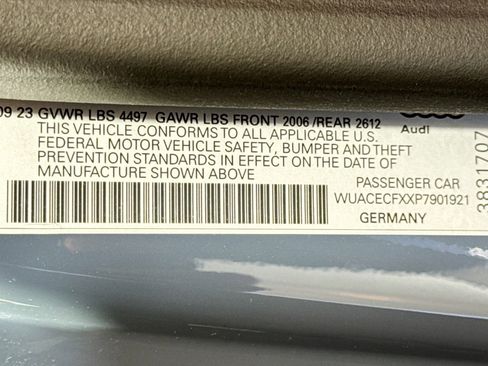 09 23 GVWR LBS 4497 GAWR LBS FRONT 2006 /REAR 2612
THIS VEHICLE CONFORMS TO ALL APPLICABLE U.S.
FEDERAL MOTOR VEHICLE SAFETY, BUMPER AND THEFT
PREVENTION STANDARDS IN EFFECT ON THE DATE OF
MANUFACTURE SHOWN ABOVE
Audi
PASSENGER CAR
WUACECFXXP7901921
GERMANY
3831707